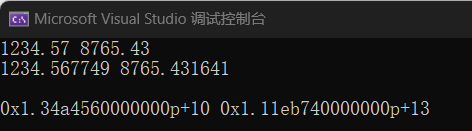 Microsoft Visual Studio 调试控制台
1234.57 8765.43
1234.567749 8765.431641
0x1.34a4560000000p+10 0x1.11eb740000000p+13